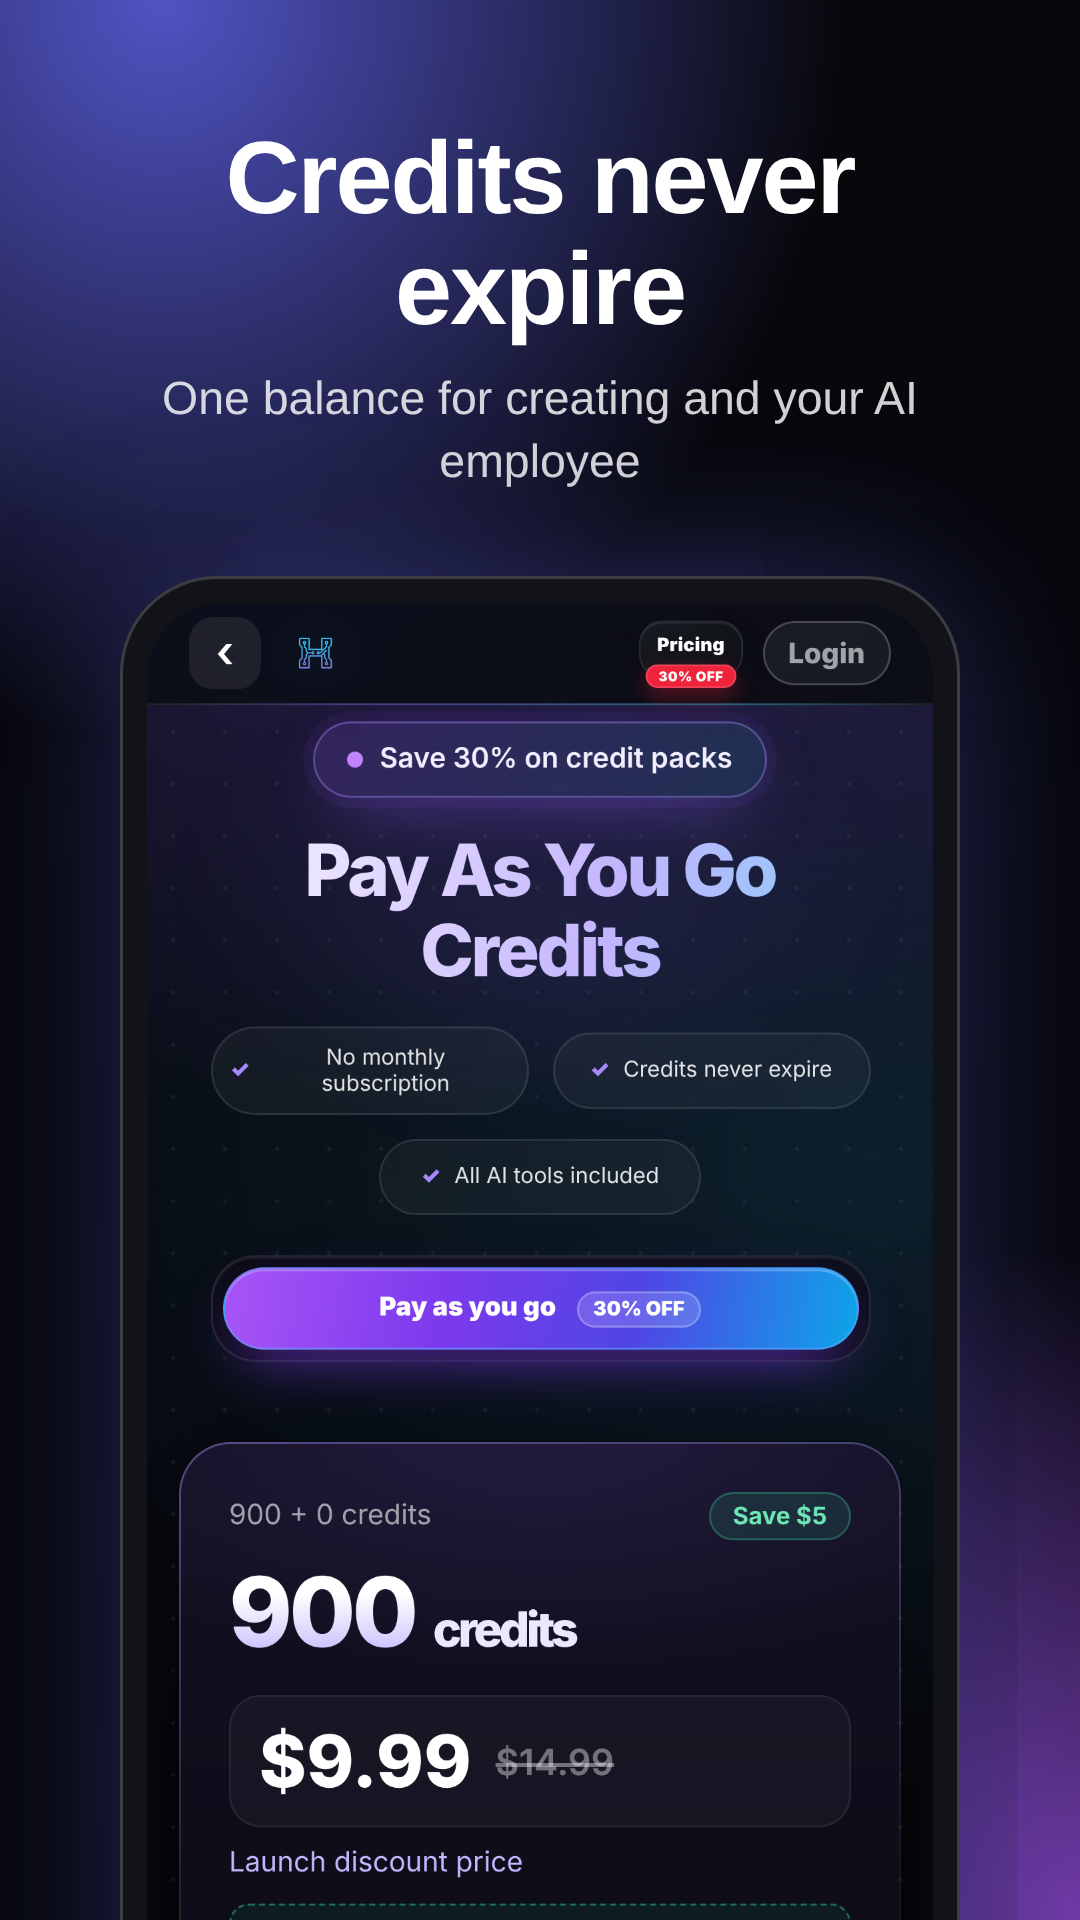 Credits never
expire
One balance for creating and your AI
employee
Pricing
30% OFF
Login
Save 30% on credit packs
Pay As You Go
Credits
No monthly
subscription
Credits never expire
All AI tools included
Pay as you go 30% OFF
900 + 0 credits
Save $5
900 credits
$9.99 $14.99
Launch discount price